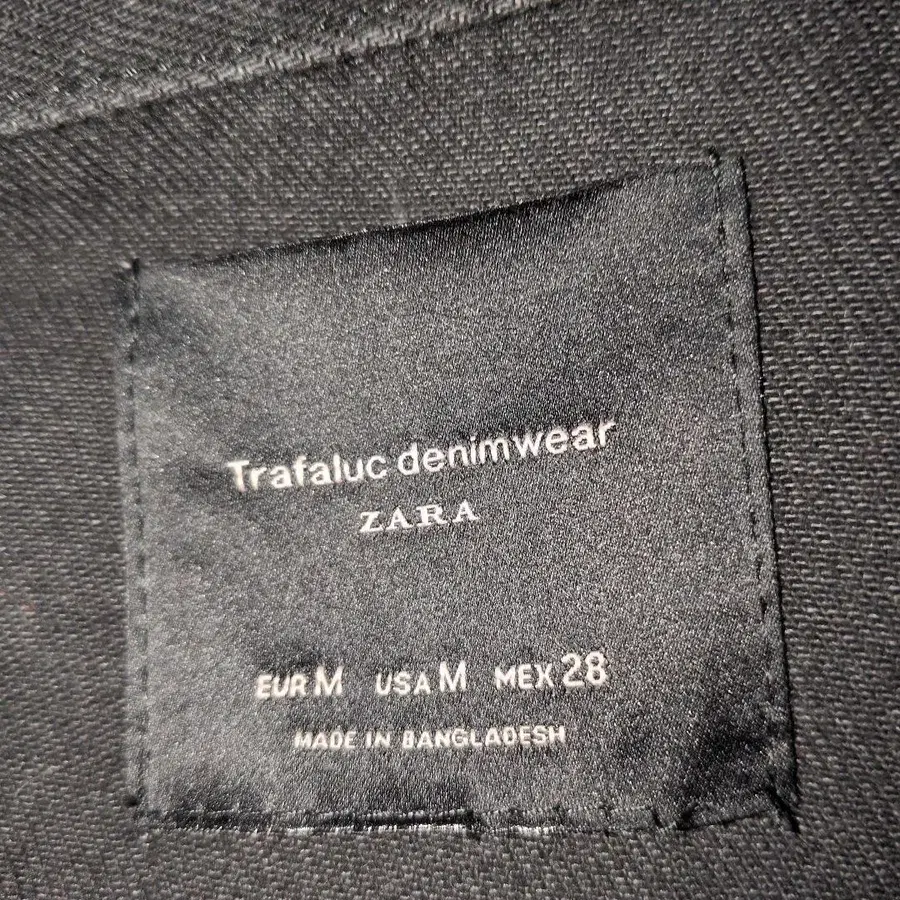 Trafaluc denimwear
ZARA
EUR M USA M MEX 28
MADE IN BANGLADESH